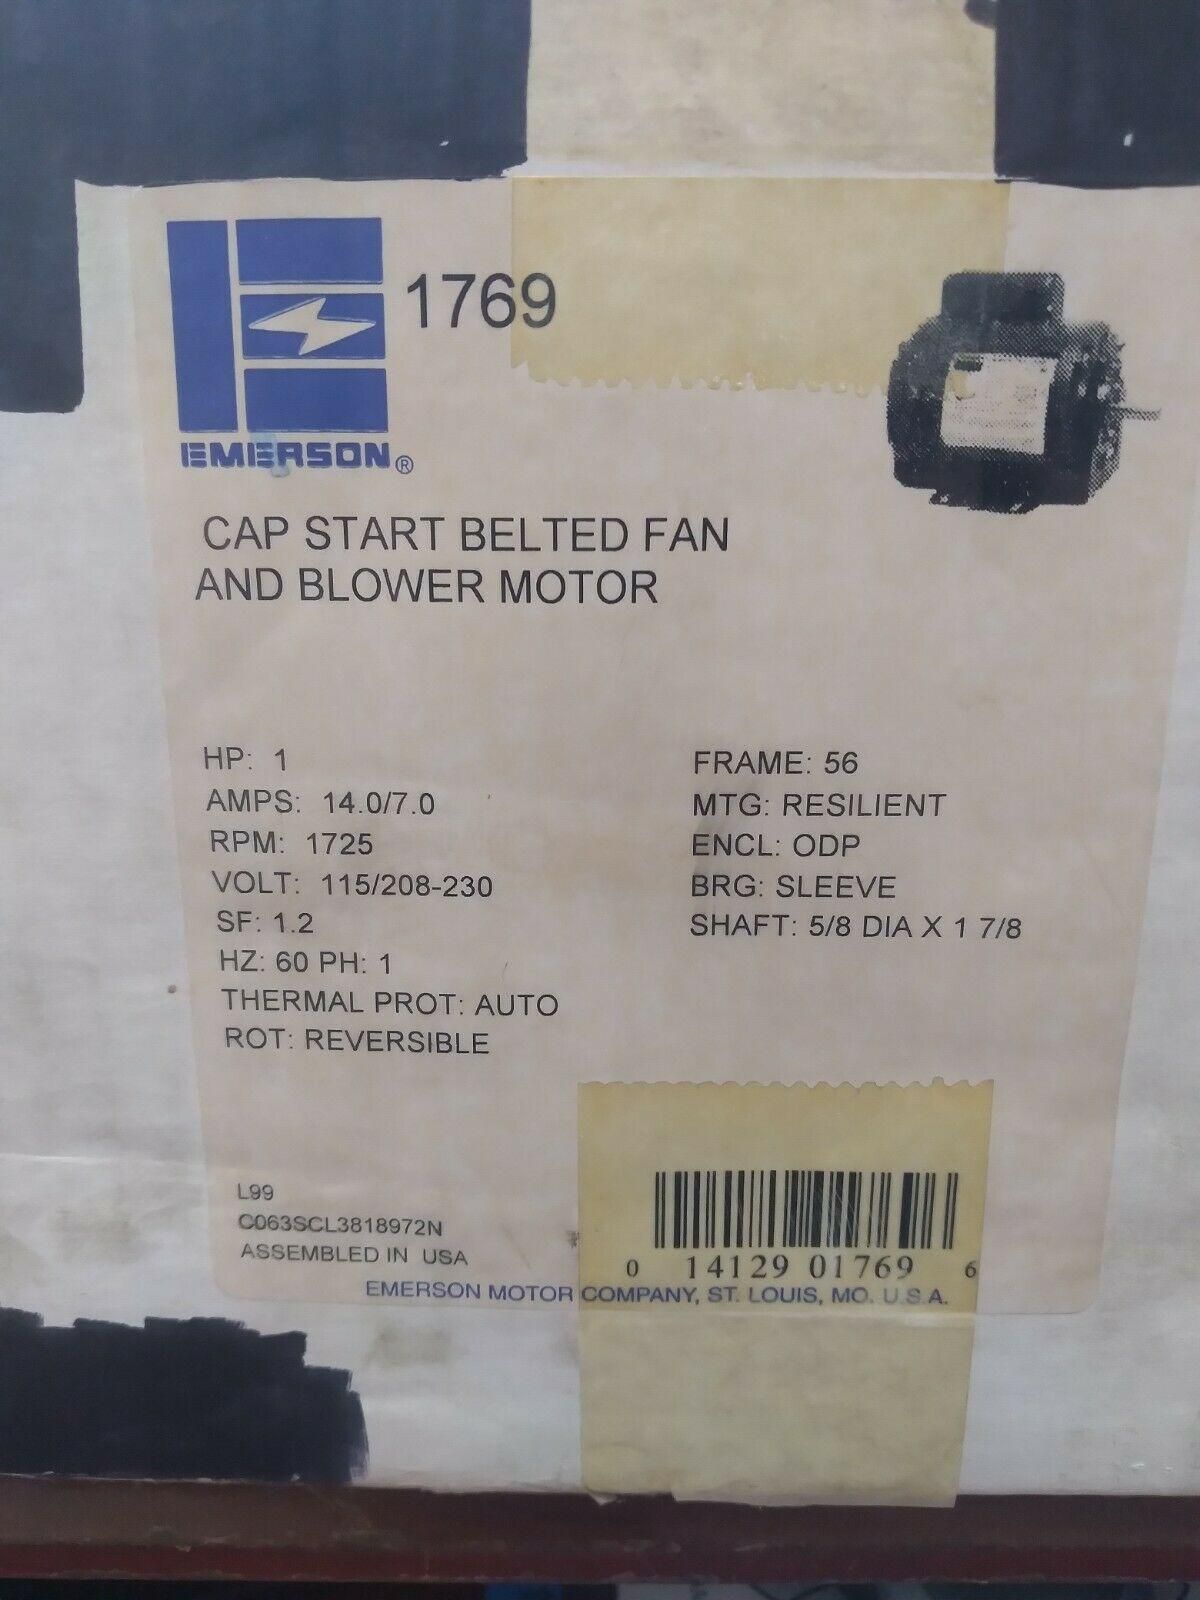 1769
EMERSON®
CAP START BELTED FAN
AND BLOWER MOTOR
HP: 1
AMPS: 14.0/7.0
RPM: 1725
VOLT: 115/208-230
SF: 1.2
HZ: 60 PH: 1
THERMAL PROT: AUTO
ROT: REVERSIBLE
FRAME: 56
MTG: RESILIENT
ENCL: ODP
BRG: SLEEVE
SHAFT: 5/8 DIA X 1 7/8
L99
C063SCL3818972N
ASSEMBLED IN USA
0 14129 01769 6
EMERSON MOTOR COMPANY, ST. LOUIS, MO. U.S.A.